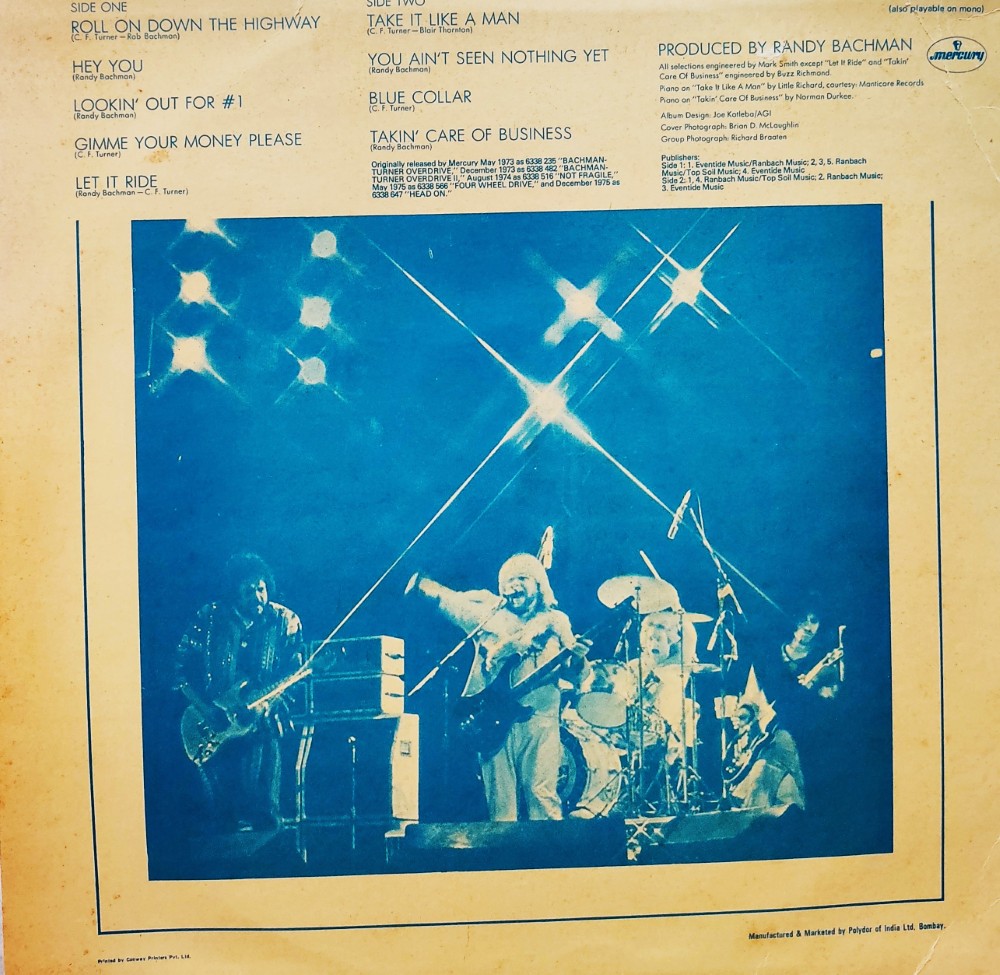 SIDE ONE
ROLL ON DOWN THE HIGHWAY
(C. F. Turner – Rob Bachman)
HEY YOU
(Randy Bachman)
LOOKIN' OUT FOR #1
(Randy Bachman)
GIMME YOUR MONEY PLEASE
(C. F. Turner)
LET IT RIDE
(Randy Bachman – C. F. Turner)
SIDE TWO
TAKE IT LIKE A MAN
(C. F. Turner – Blair Thornton)
YOU AIN'T SEEN NOTHING YET
(Randy Bachman)
BLUE COLLAR
(C. F. Turner)
TAKIN' CARE OF BUSINESS
(Randy Bachman)
Originally released by Mercury May 1973 as 6338 235 "BACHMAN-
TURNER OVERDRIVE," December 1973 as 6338 482 "BACHMAN-
TURNER OVERDRIVE II," August 1974 as 6338 516 "NOT FRAGILE,"
May 1975 as 6338 566 "FOUR WHEEL DRIVE," and December 1975 as
6338 647 "HEAD ON."
(also playable on mono)
PRODUCED BY RANDY BACHMAN
mercury
All selections engineered by Mark Smith except "Let It Ride" and "Takin'
Care Of Business" engineered by Buzz Richmond.
Piano on "Take It Like A Man" by Little Richard, courtesy: Manticore Records
Piano on "Takin' Care Of Business" by Norman Durkee.
Album Design: Joe Kotleba/AGI
Cover Photograph: Brian D. McLaughlin
Group Photograph: Richard Braaten
Publishers:
Side 1: 1. Eventide Music/Ranbach Music; 2, 3, 5. Ranbach
Music/Top Soil Music; 4. Eventide Music
Side 2: 1, 4. Ranbach Music/Top Soil Music; 2. Ranbach Music;
3. Eventide Music
Manufactured & Marketed by Polydor of India Ltd. Bombay.
Printed by Caxwes Printers Pvt. Ltd.